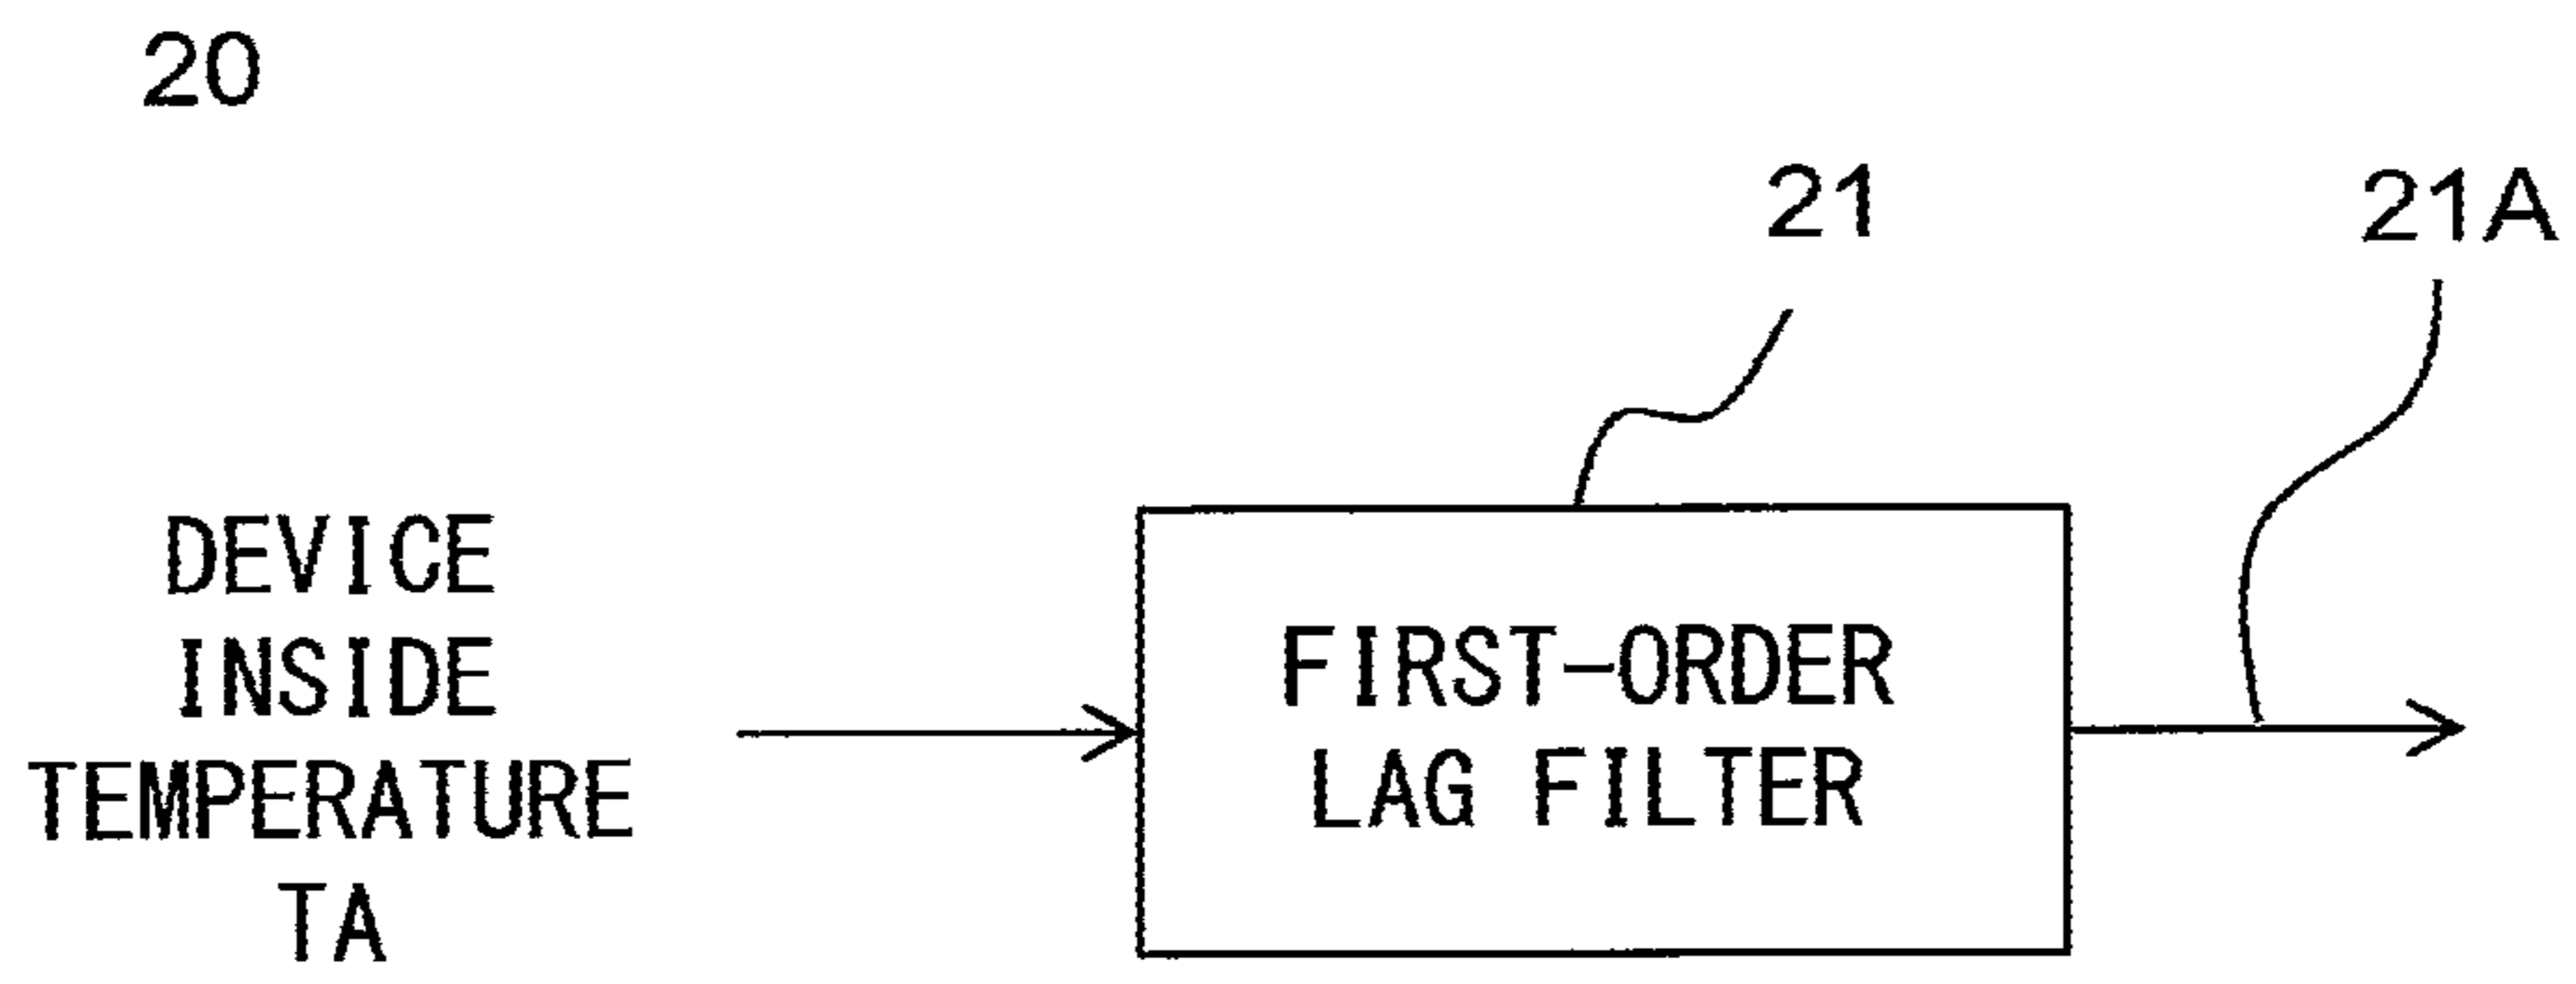 20
21
21A
DEVICE
INSIDE
TEMPERATURE
TA
FIRST-ORDER
LAG FILTER